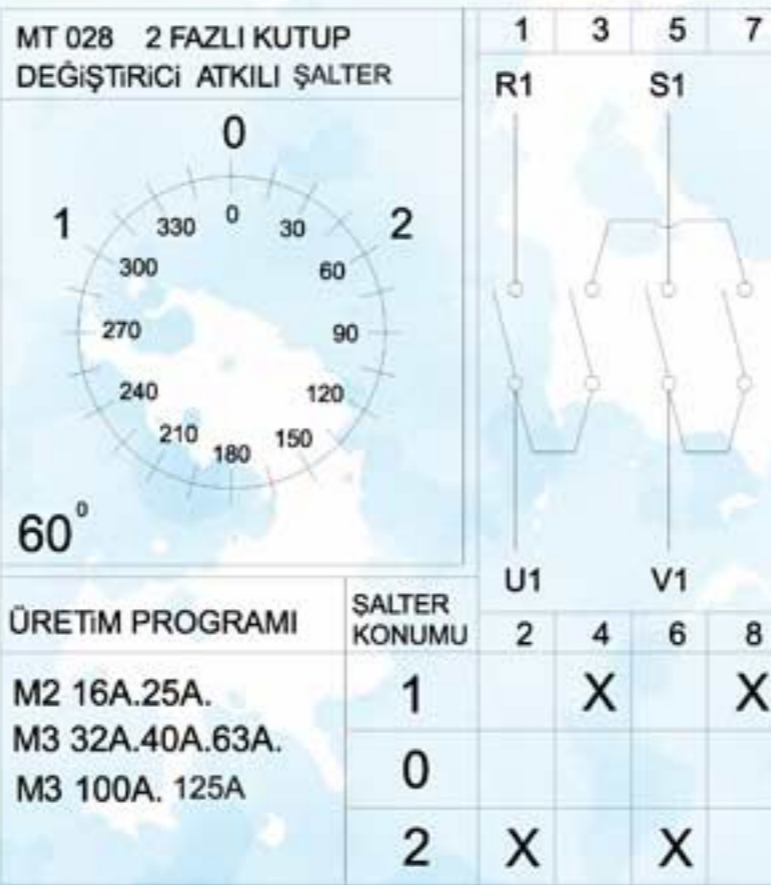 MT 028 2 FAZLI KUTUP
DEĞİŞTİRİCİ ATKILI ŞALTER
0
1
2
0
30
60
90
120
150
180
210
240
270
300
330
60°
1 3 5 7
R1 S1
U1 V1
ÜRETİM PROGRAMI
ŞALTER
KONUMU
2 4 6 8
M2 16A.25A.
M3 32A.40A.63A.
M3 100A. 125A
1 X X
0
2 X X